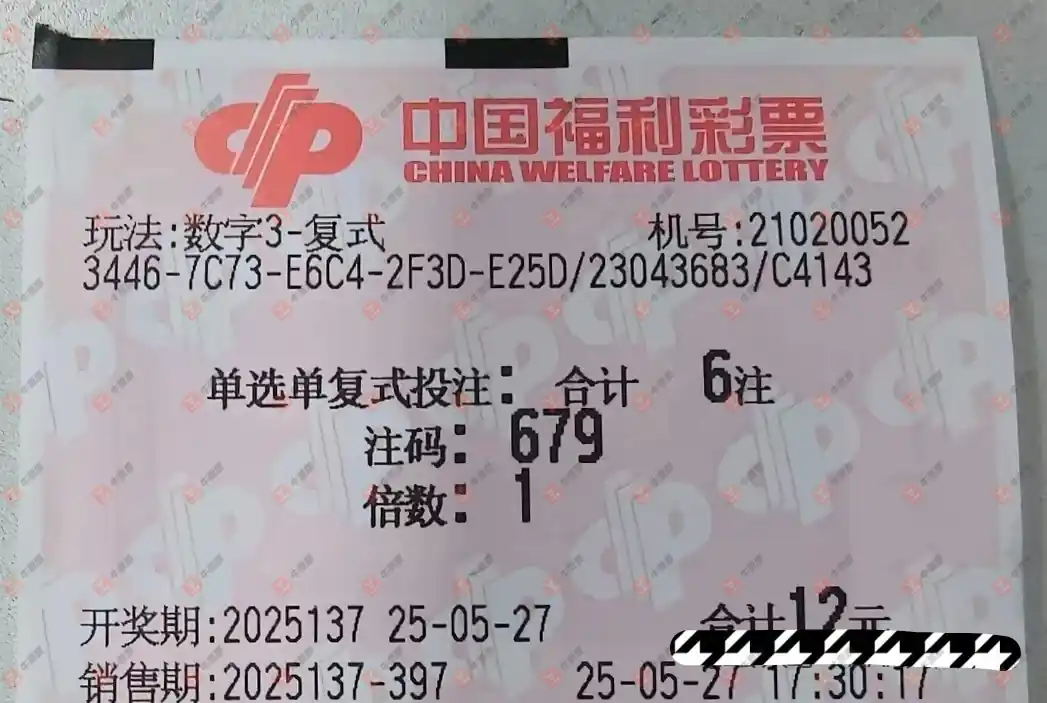 中国福利彩票
CHINA WELFARE LOTTERY
玩法:数字3-复式 机号:21020052
3446-7C73-E6C4-2F3D-E25D/23043683/C4143
单选单复式投注: 合计 6注
注码: 679
倍数: 1
开奖期:2025137 25-05-27 合计12元
销售期:2025137-397 25-05-27 17:30:17